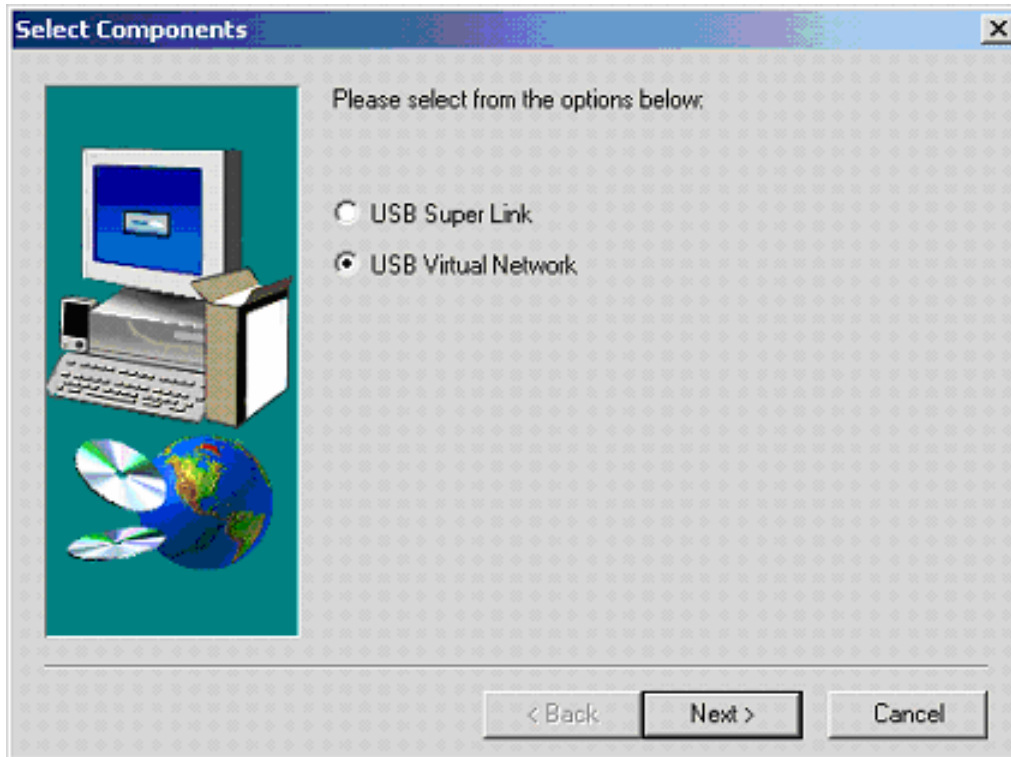 Select Components
Please select from the options below:
USB Super Link
USB Virtual Network
< Back
Next >
Cancel